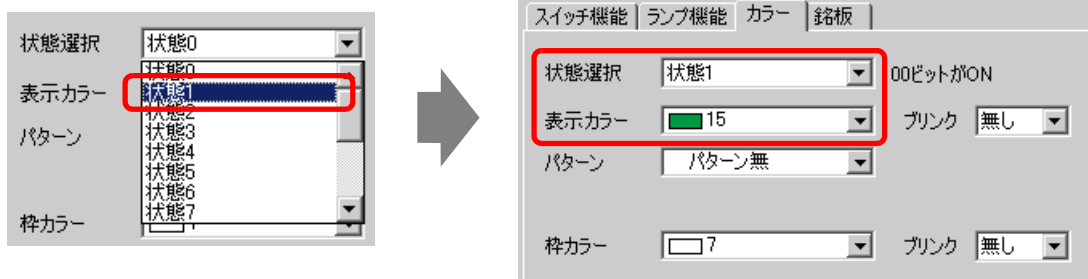 状態選択 状態0
状態0
表示カラー 状態1
状態2
パターン 状態3
状態4
状態5
状態6
状態7
枠カラー
スイッチ機能 ランプ機能 カラー 銘板
状態選択 状態1 00ビットがON
表示カラー 15 ブリンク 無し
パターン パターン無
枠カラー 7 ブリンク 無し